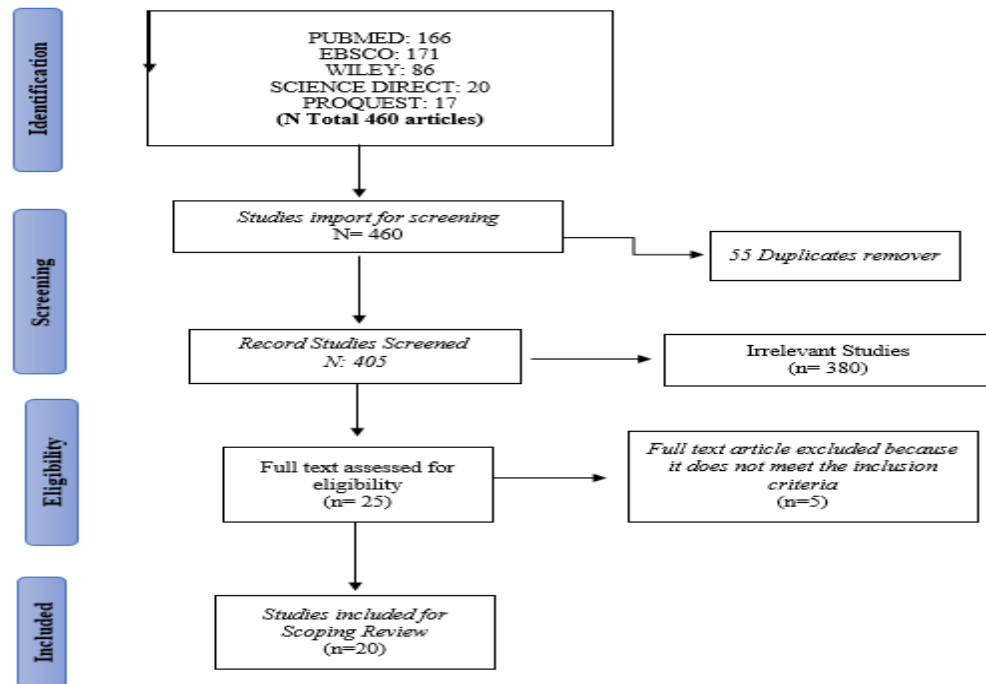 Identification
PUBMED: 166
EBSCO: 171
WILEY: 86
SCIENCE DIRECT: 20
PROQUEST: 17
(N Total 460 articles)
Screening
Studies import for screening
N= 460
55 Duplicates remover
Record Studies Screened
N: 405
Irrelevant Studies
(n= 380)
Eligibility
Full text assessed for
eligibility
(n= 25)
Full text article excluded because
it does not meet the inclusion
criteria
(n=5)
Included
Studies included for
Scoping Review
(n=20)